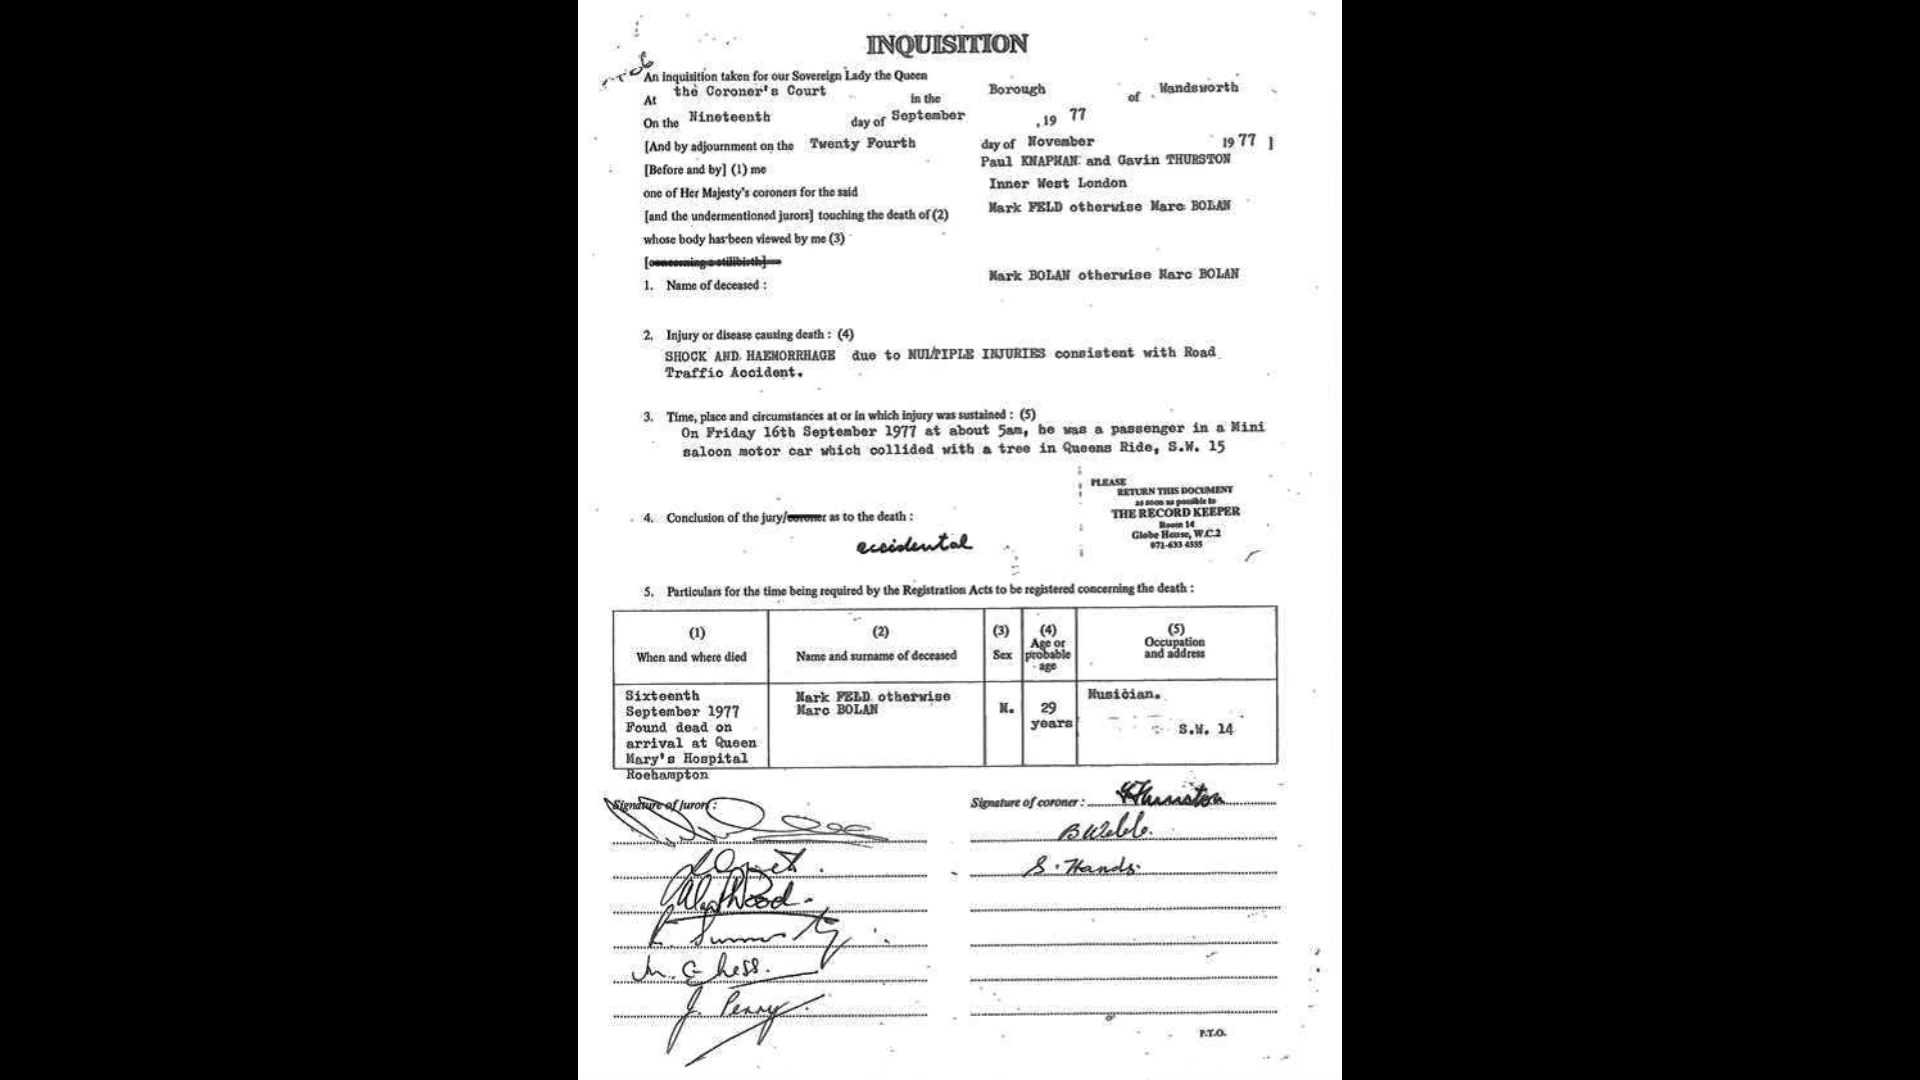 INQUISITION
An inquisition taken for our Sovereign Lady the Queen
At the Coroner's Court in the Borough of Wandsworth
On the Nineteenth day of September , 19 77
[And by adjournment on the Twenty Fourth day of November 19 77 ]
[Before and by] (1) me Paul KNAPMAN and Gavin THURSTON
one of Her Majesty's coroners for the said Inner West London
[and the undermentioned jurors] touching the death of (2) Mark FELD otherwise Marc BOLAN
whose body has been viewed by me (3)
[concerning a stillbirth]
1. Name of deceased : Mark BOLAN otherwise Marc BOLAN
2. Injury or disease causing death : (4)
SHOCK AND HAEMORRHAGE due to MULTIPLE INJURIES consistent with Road
Traffic Accident.
3. Time, place and circumstances at or in which injury was sustained : (5)
On Friday 16th September 1977 at about 5am, he was a passenger in a Mini
saloon motor car which collided with a tree in Queens Ride, S.W. 15
PLEASE
RETURN THIS DOCUMENT
as soon as possible to
THE RECORD KEEPER
Room 14
Globe House, W.C.2
071-633 4555
4. Conclusion of the jury/coroner as to the death :
accidental
5. Particulars for the time being required by the Registration Acts to be registered concerning the death :
(1)
When and where died
(2)
Name and surname of deceased
(3)
Sex
(4)
Age or
probable
age
(5)
Occupation
and address
Sixteenth
September 1977
Found dead on
arrival at Queen
Mary's Hospital
Roehampton
Mark FELD otherwise
Marc BOLAN
M.
29
years
Musician.
S.W. 14
Signature of jurors :
Signature of coroner : Thurston
B Webb.
S. Hands.
J. Perry.
P.T.O.